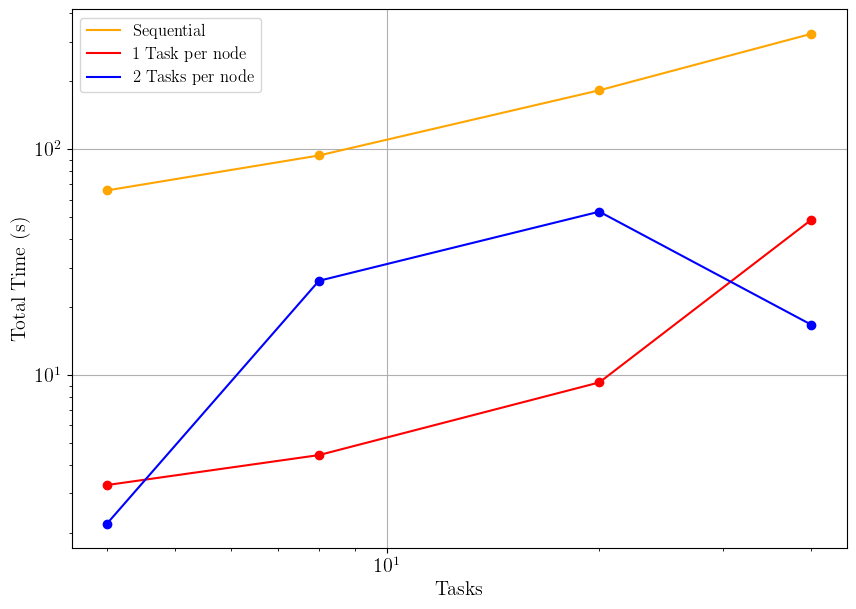 Sequential
1 Task per node
2 Tasks per node
10²
10¹
Total Time (s)
10¹
Tasks